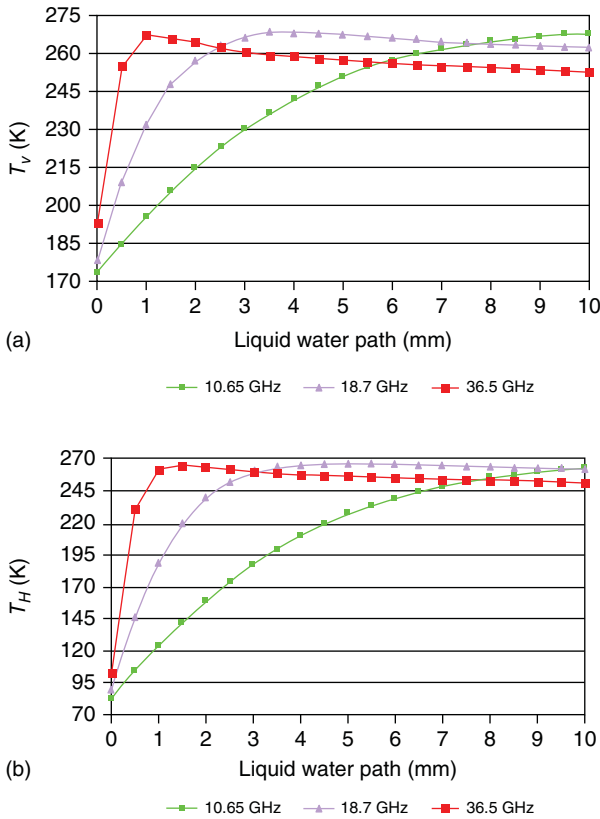 275
260
245
230
215
200
185
170
T_v (K)
0 1 2 3 4 5 6 7 8 9 10
(a)
Liquid water path (mm)
10.65 GHz 18.7 GHz 36.5 GHz
270
245
220
195
170
145
120
95
70
T_H (K)
0 1 2 3 4 5 6 7 8 9 10
(b)
Liquid water path (mm)
10.65 GHz 18.7 GHz 36.5 GHz